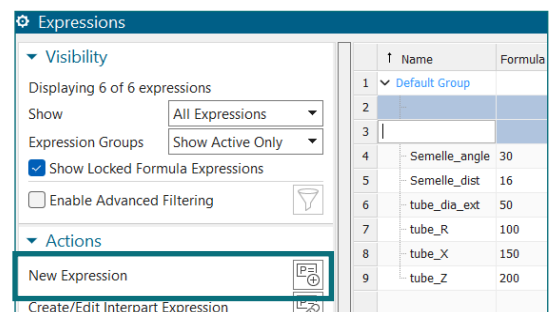 Expressions
Visibility
Displaying 6 of 6 expressions
Show All Expressions
Expression Groups Show Active Only
Show Locked Formula Expressions
Enable Advanced Filtering
Actions
New Expression
Create/Edit Interpart Expression
↑ Name Formula
1 Default Group
2
3
4 Semelle_angle 30
5 Semelle_dist 16
6 tube_dia_ext 50
7 tube_R 100
8 tube_X 150
9 tube_Z 200